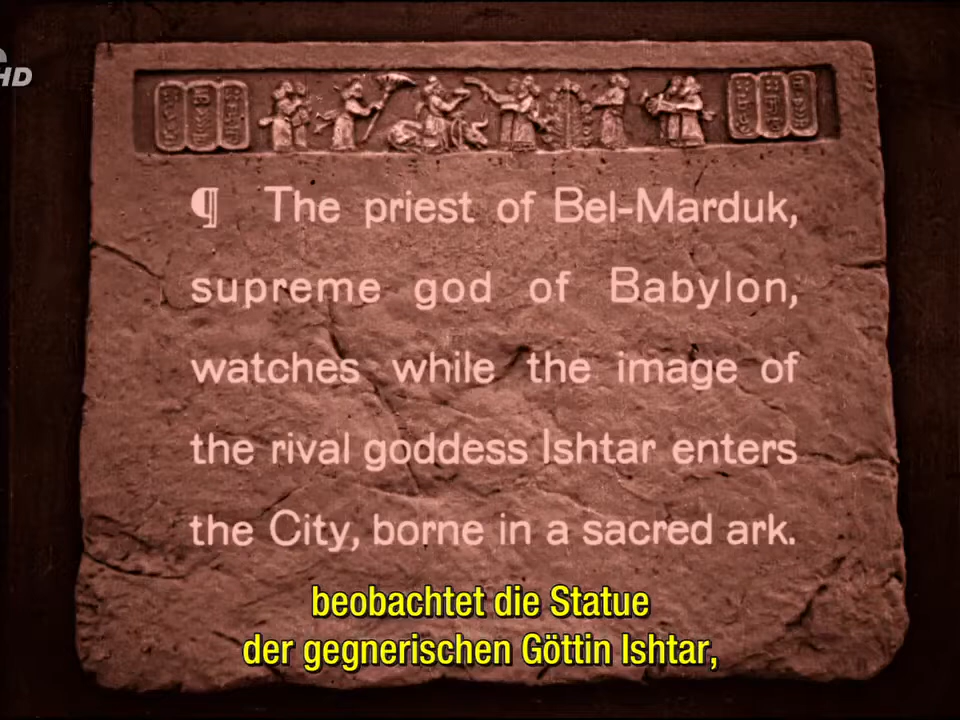 HD
¶ The priest of Bel-Marduk,
supreme god of Babylon,
watches while the image of
the rival goddess Ishtar enters
the City, borne in a sacred ark.
beobachtet die Statue
der gegnerischen Göttin Ishtar,